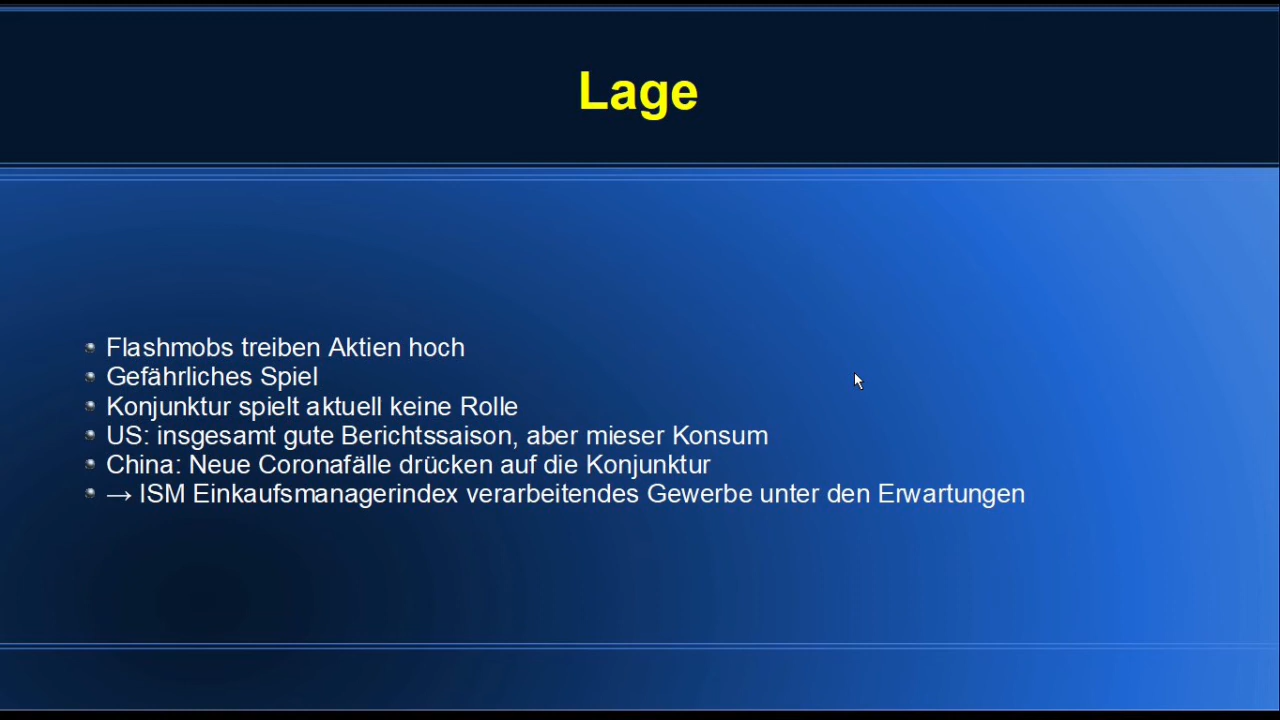 Lage
Flashmobs treiben Aktien hoch
Gefährliches Spiel
Konjunktur spielt aktuell keine Rolle
US: insgesamt gute Berichtssaison, aber mieser Konsum
China: Neue Coronafälle drücken auf die Konjunktur
→ ISM Einkaufsmanagerindex verarbeitendes Gewerbe unter den Erwartungen